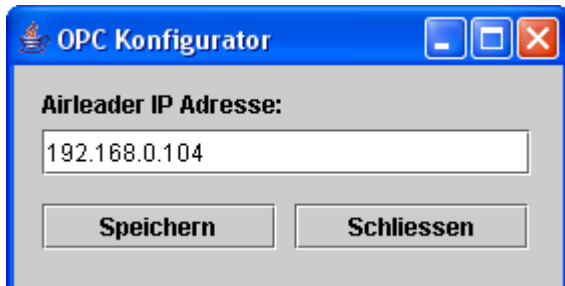 OPC Konfigurator
Airleader IP Adresse:
192.168.0.104
Speichern Schliessen